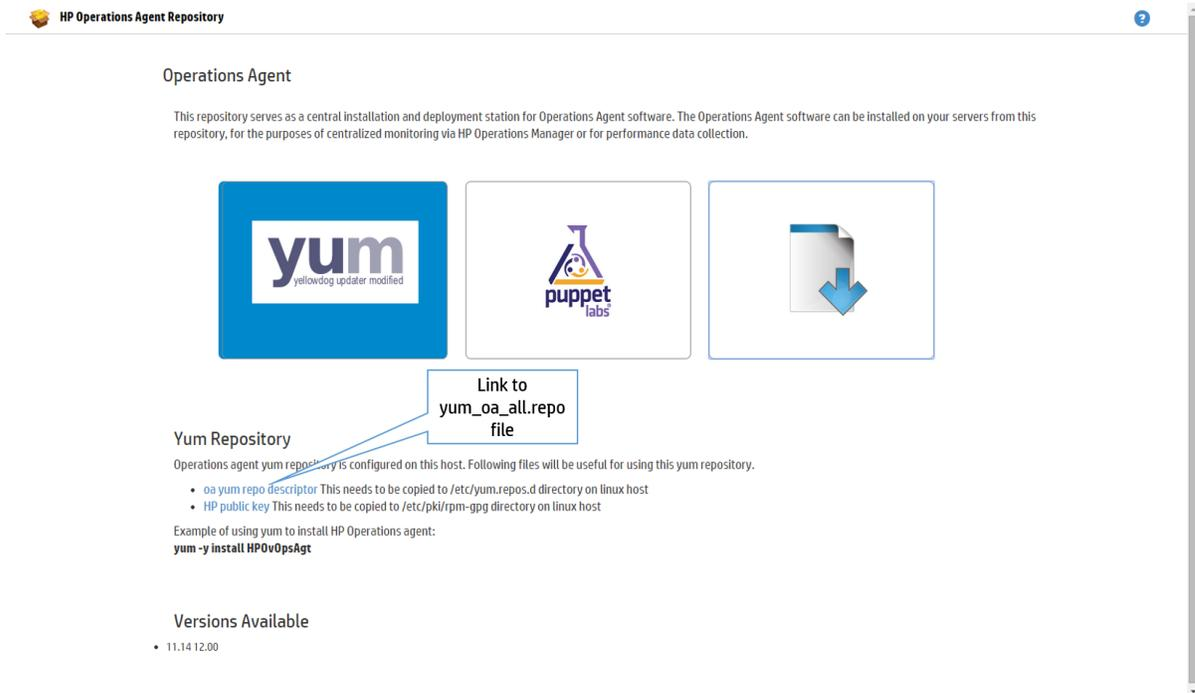 HP Operations Agent Repository
?
Operations Agent
This repository serves as a central installation and deployment station for Operations Agent software. The Operations Agent software can be installed on your servers from this
repository, for the purposes of centralized monitoring via HP Operations Manager or for performance data collection.
yum
yellowdog updater modified
puppet
labs
Link to
yum_oa_all.repo
file
Yum Repository
Operations agent yum repository is configured on this host. Following files will be useful for using this yum repository.
• oa yum repo descriptor This needs to be copied to /etc/yum.repos.d directory on linux host
• HP public key This needs to be copied to /etc/pki/rpm-gpg directory on linux host
Example of using yum to install HP Operations agent:
yum -y install HPOvOpsAgt
Versions Available
• 11.14 12.00